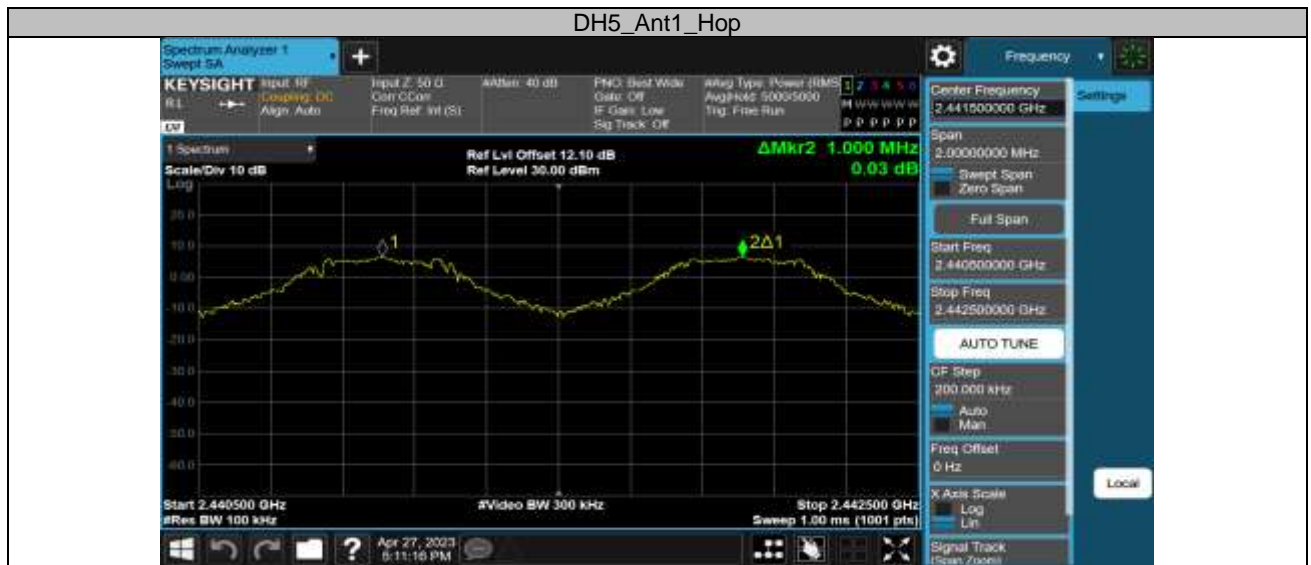 DH5_Ant1_Hop
Spectrum Analyzer 1
Swept SA
+
Frequency
KEYSIGHT
Input: RF
Coupling: DC
Align: Auto
Input Z: 50 Ω
Corr CCorr
Freq Ref: Int (S)
#Atten: 40 dB
PNO: Best Wide
Gate: Off
IF Gain: Low
Sig Track: Off
#Avg Type: Power (RMS
Avg|Hold: 5000/5000
Trig: Free Run
1 2 3 4 5 6
M W W W W W
P P P P P P
Center Frequency
2.441500000 GHz
Settings
Span
2.00000000 MHz
Swept Span
Zero Span
Full Span
Start Freq
2.440500000 GHz
Stop Freq
2.442500000 GHz
AUTO TUNE
CF Step
200.000 kHz
Auto
Man
Freq Offset
0 Hz
X Axis Scale
Log
Lin
Signal Track
(Span Zoom)
Local
1 Spectrum
Scale/Div 10 dB
Ref Lvl Offset 12.10 dB
Ref Level 30.00 dBm
ΔMkr2 1.000 MHz
0.03 dB
Log
20.0
10.0
0.00
-10.0
-20.0
-30.0
-40.0
-50.0
-60.0
1
2Δ1
Start 2.440500 GHz
#Res BW 100 kHz
#Video BW 300 kHz
Stop 2.442500 GHz
Sweep 1.00 ms (1001 pts)
?
Apr 27, 2023